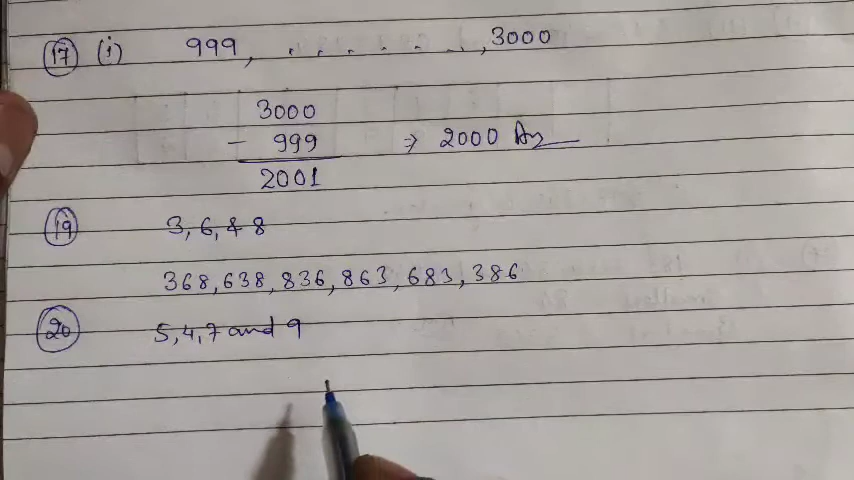 17 (i) 999, . . . . . . ., 3000
3000
- 999 → 2000 Ans
2001
19 3, 6, & 8
368, 638, 836, 863, 683, 386
20 5, 4, 7 and 9